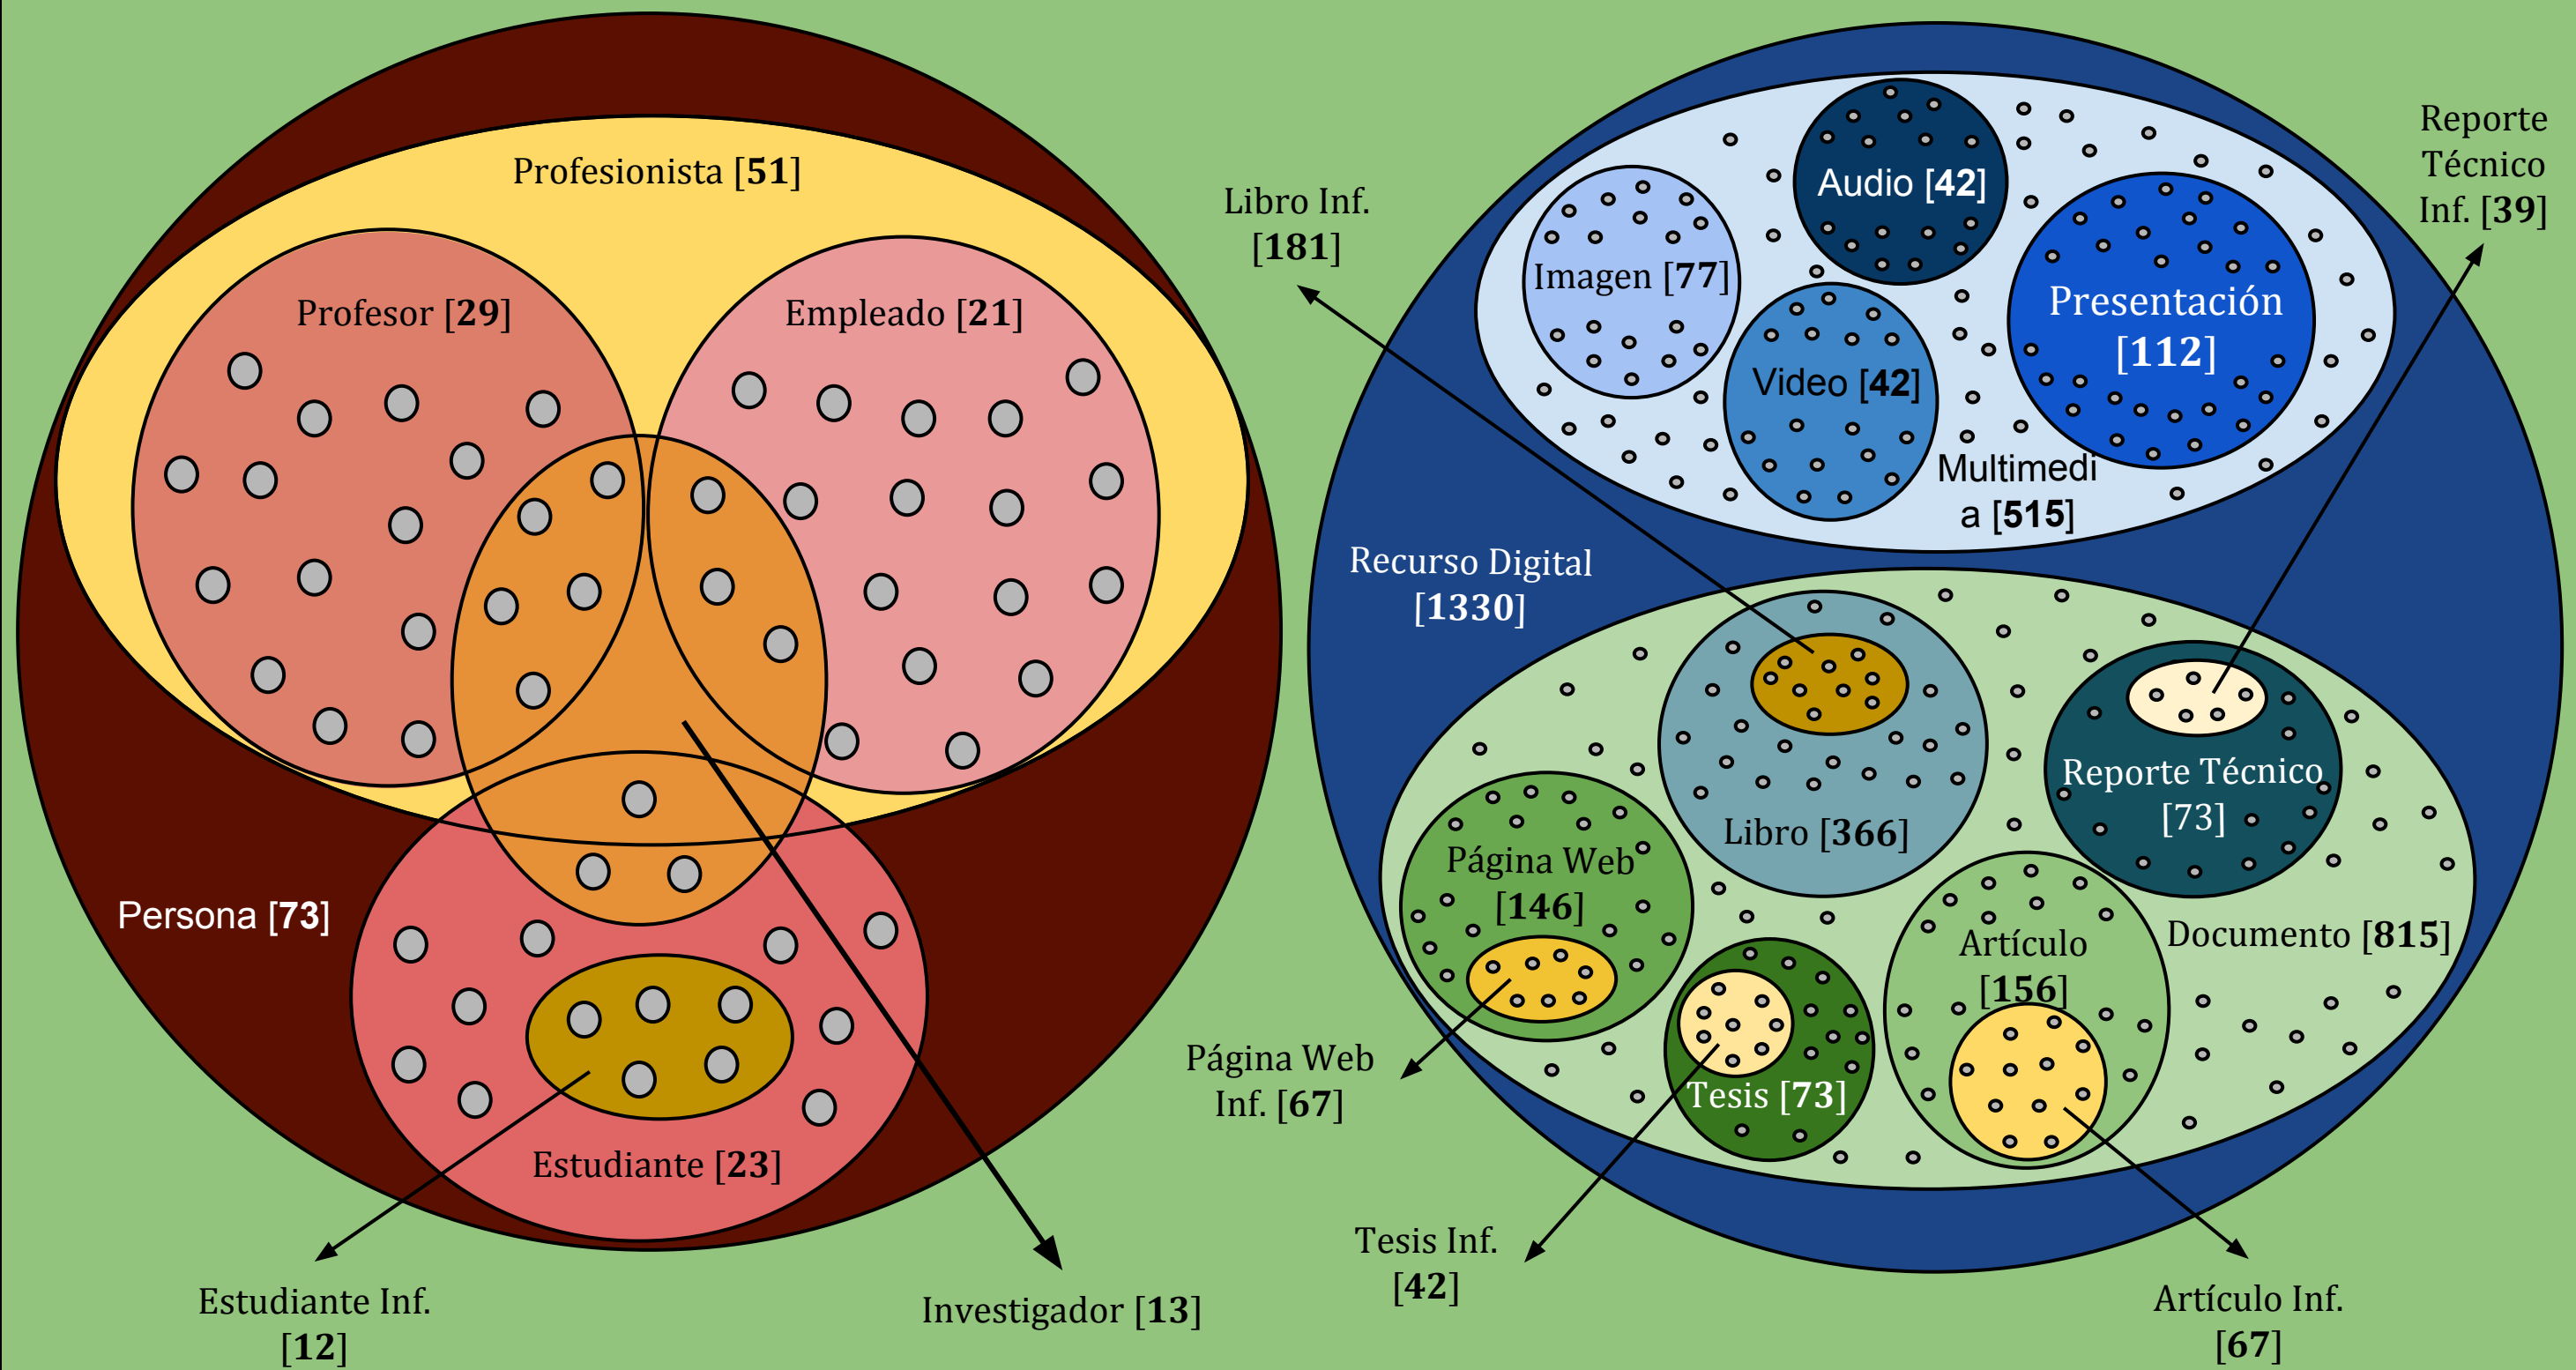 Profesionista [51]
Profesor [29]
Empleado [21]
Persona [73]
Estudiante [23]
Estudiante Inf.
[12]
Investigador [13]
Libro Inf.
[181]
Reporte
Técnico
Inf. [39]
Audio [42]
Imagen [77]
Presentación
[112]
Video [42]
Multimedi
a [515]
Recurso Digital
[1330]
Reporte Técnico
[73]
Libro [366]
Página Web
[146]
Artículo
[156]
Documento [815]
Página Web
Inf. [67]
Tesis [73]
Tesis Inf.
[42]
Artículo Inf.
[67]